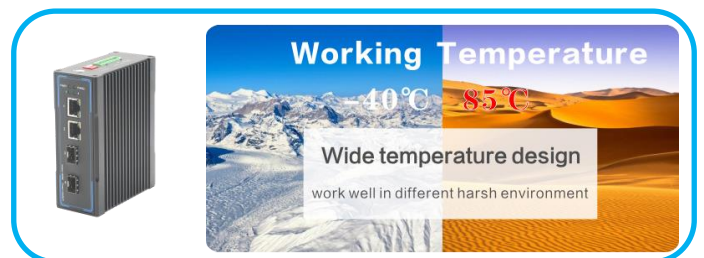 Working Temperature
-40℃ 85℃
Wide temperature design
work well in different harsh environment